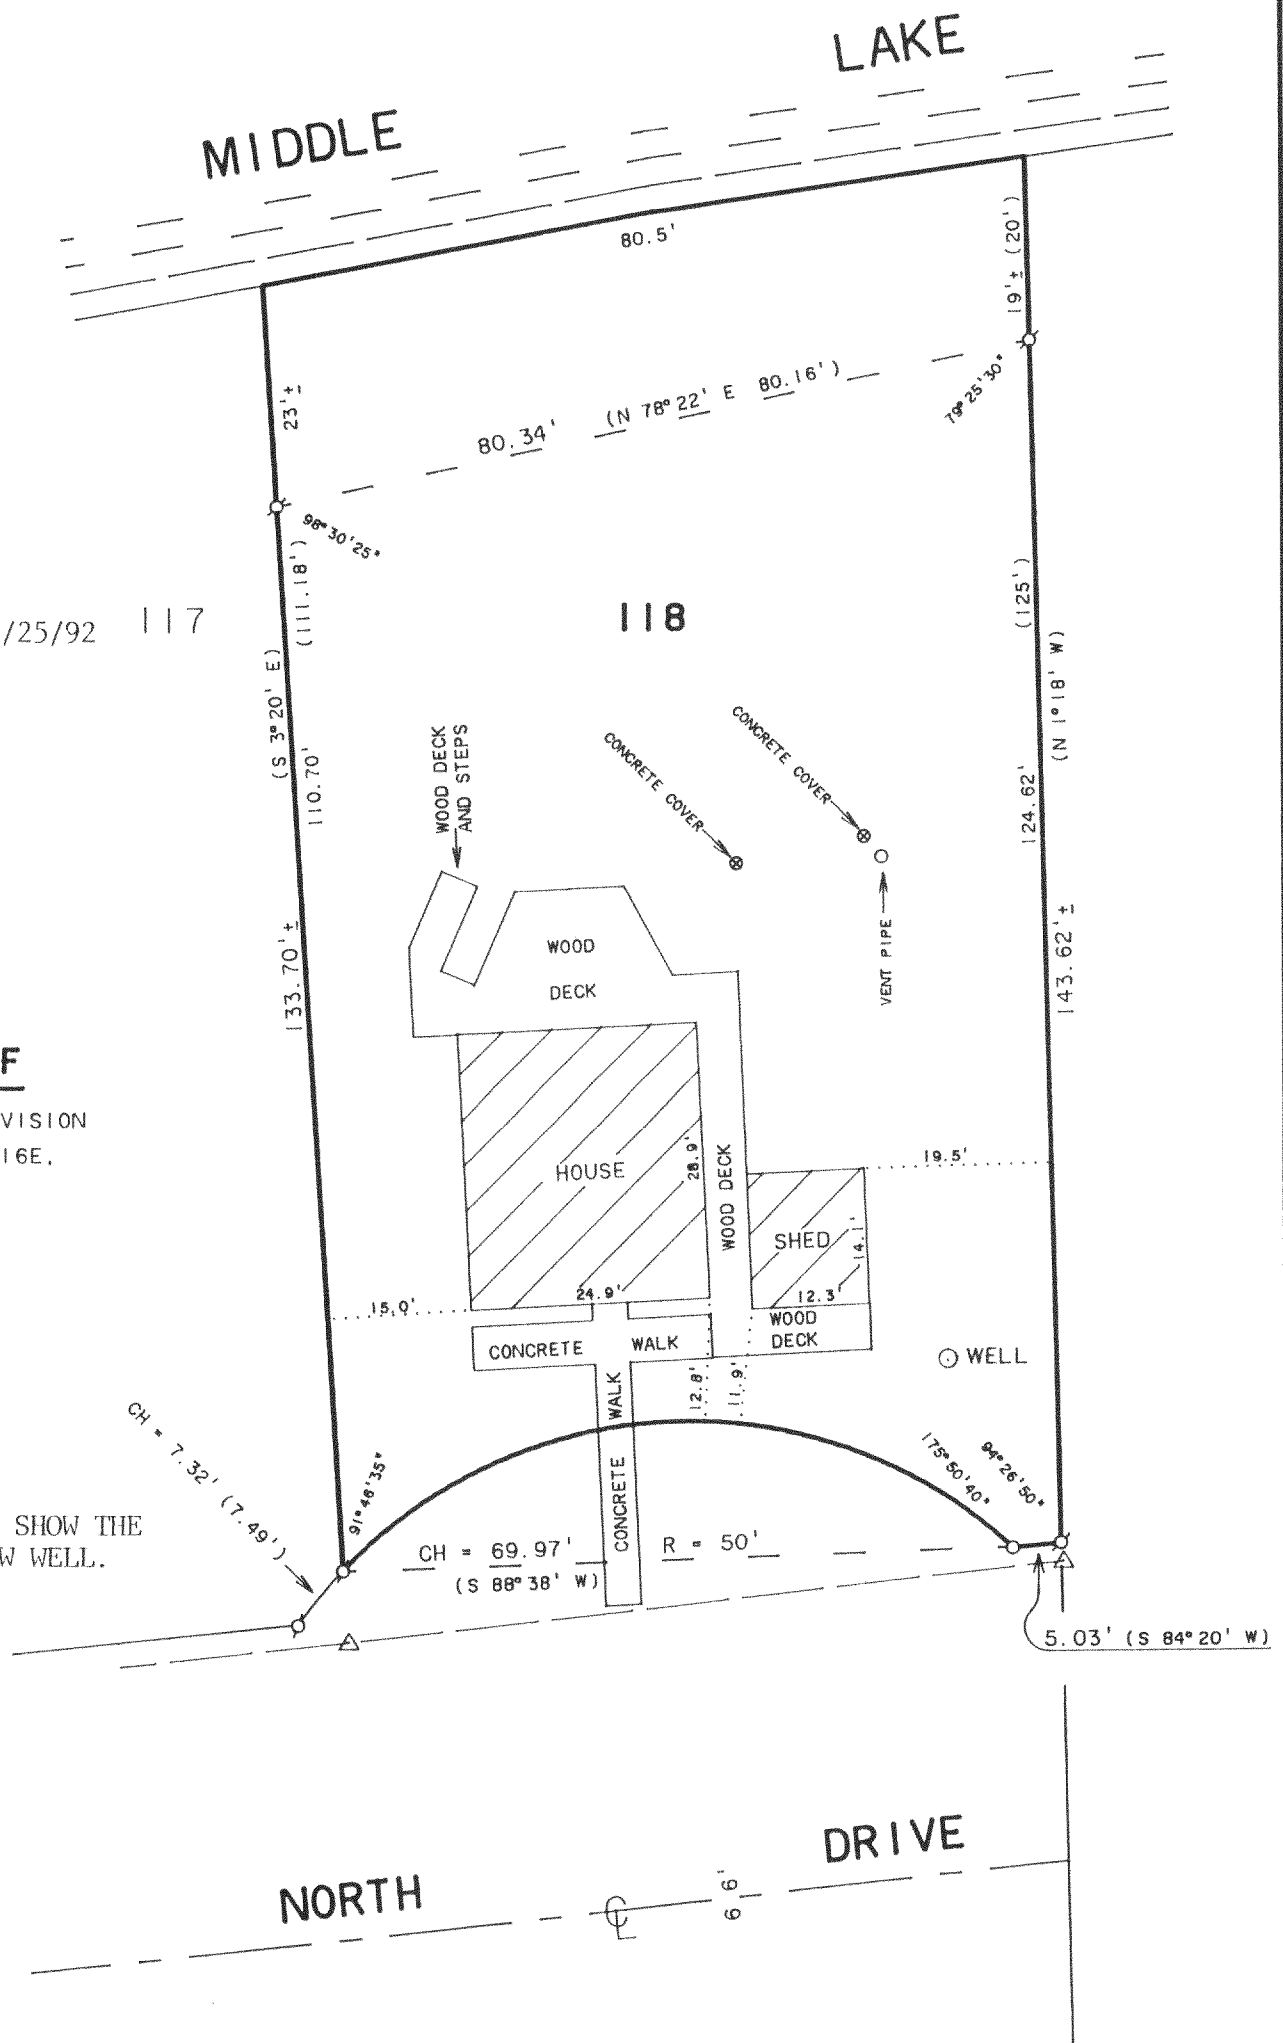 LAKE
MIDDLE
80.5'
19'± (20')
23'±
80.34' (N 78°22' E 80.16')
79°25'30"
98°30'25"
(111.18')
(125')
/25/92
117
118
(S 3°20' E)
(N 1°18' W)
110.70'
124.62'
WOOD DECK
AND STEPS
CONCRETE COVER
CONCRETE COVER
133.70'±
143.62'±
VENT PIPE
WOOD
DECK
F
VISION
16E.
HOUSE
28.9'
WOOD DECK
19.5'
SHED
14.1'
24.9'
12.3'
15.0'
WOOD
DECK
CONCRETE WALK
WELL
12.8'
11.9'
CONCRETE WALK
CH = 7.32' (7.49')
91°46'35"
175°50'40"
94°26'50"
SHOW THE
W WELL.
CH = 69.97' R = 50'
(S 88°38' W)
5.03' (S 84°20' W)
DRIVE
NORTH
CL
66'